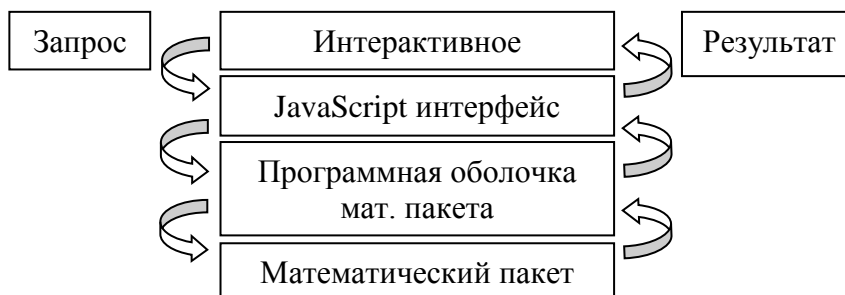 Запрос
Интерактивное
Результат
JavaScript интерфейс
Программная оболочка
мат. пакета
Математический пакет